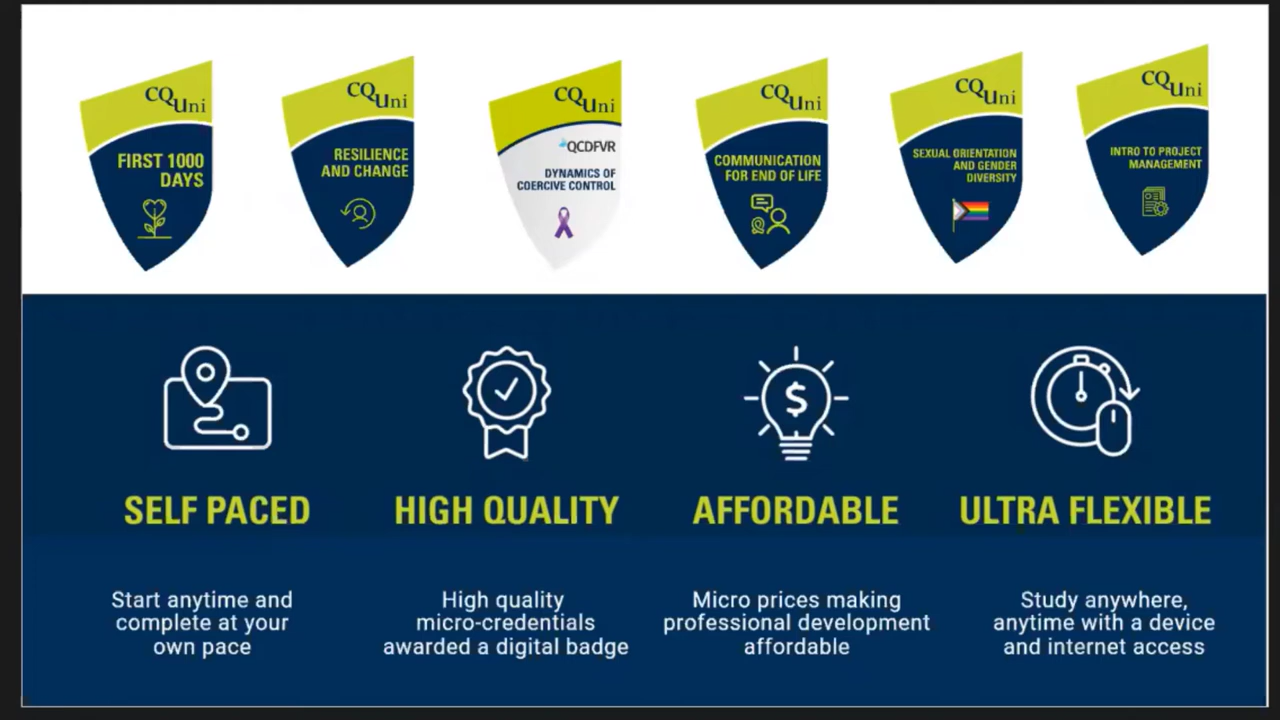 CQUni
FIRST 1000
DAYS
CQUni
RESILIENCE
AND CHANGE
CQUni
QCDFVR
DYNAMICS OF
COERCIVE CONTROL
CQUni
COMMUNICATION
FOR END OF LIFE
CQUni
SEXUAL ORIENTATION
AND GENDER
DIVERSITY
CQUni
INTRO TO PROJECT
MANAGEMENT
$
SELF PACED
Start anytime and
complete at your
own pace
HIGH QUALITY
High quality
micro-credentials
awarded a digital badge
AFFORDABLE
Micro prices making
professional development
affordable
ULTRA FLEXIBLE
Study anywhere,
anytime with a device
and internet access